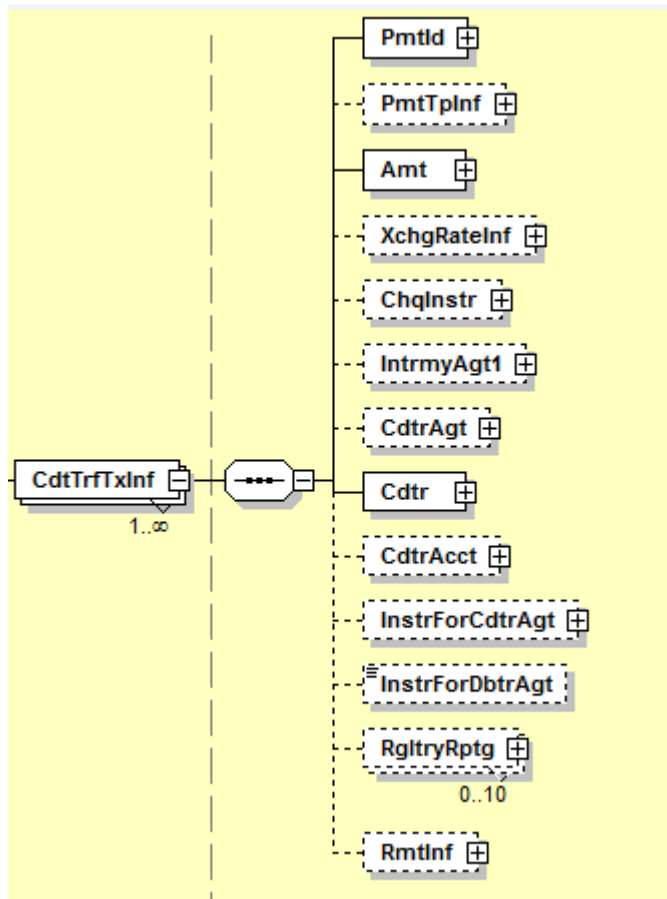 PmtId
PmtTpInf
Amt
XchgRateInf
ChqInstr
IntrmyAgt1
CdtrAgt
CdtTrfTxInf
1..∞
Cdtr
CdtrAcct
InstrForCdtrAgt
InstrForDbtrAgt
RgltryRptg
0..10
RmtInf